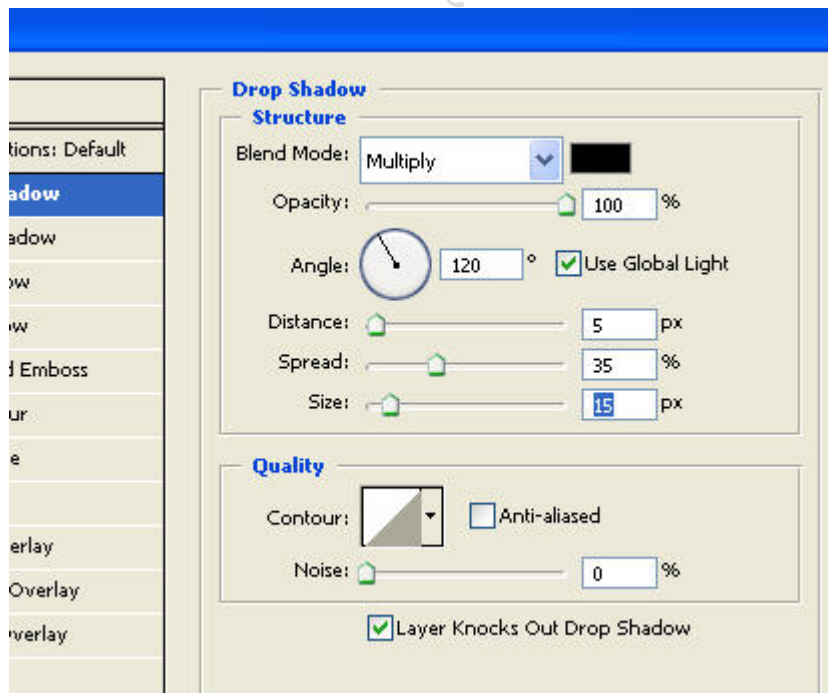 tions: Default
adow
adow
ow
ow
d Emboss
ur
e
erlay
Overlay
verlay
Drop Shadow
Structure
Blend Mode: Multiply
Opacity: 100 %
Angle: 120 ° Use Global Light
Distance: 5 px
Spread: 35 %
Size: 15 px
Quality
Contour: Anti-aliased
Noise: 0 %
Layer Knocks Out Drop Shadow